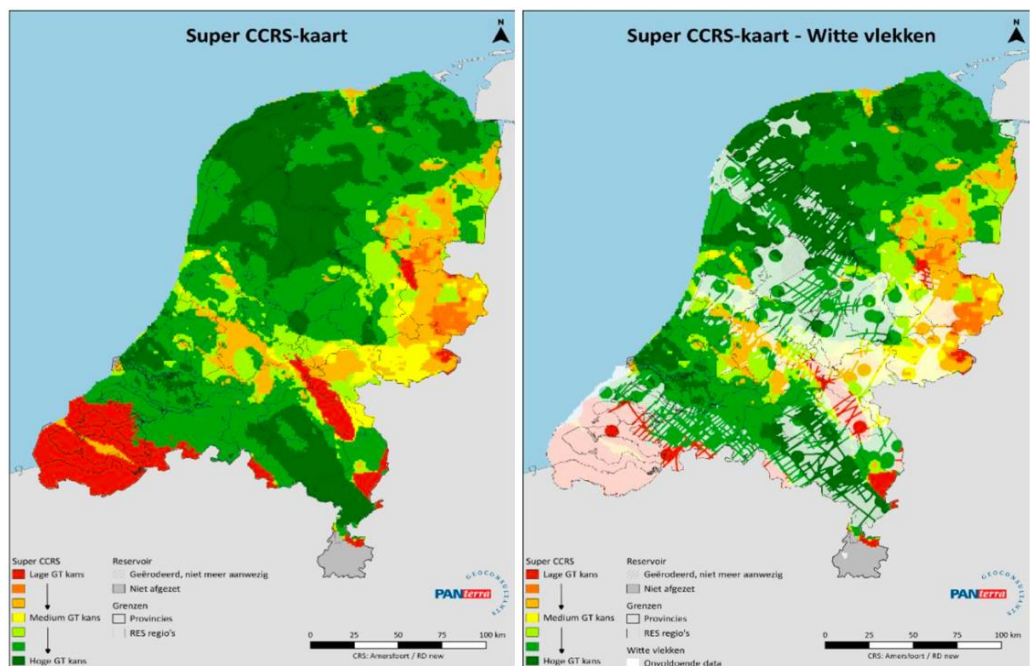 Super CCRS-kaart
N
Super CCRS
Lage GT kans
Medium GT kans
Hoge GT kans
Reservoir
Geërodeerd, niet meer aanwezig
Niet afgezet
Grenzen
Provincies
RES regio's
PANterra
GEOCONSULTANTS
0 25 50 100 km
CRS: Amersfoort / RD new
Super CCRS-kaart - Witte vlekken
N
Super CCRS
Lage GT kans
Medium GT kans
Hoge GT kans
Reservoir
Geërodeerd, niet meer aanwezig
Niet afgezet
Grenzen
Provincies
RES regio's
Witte vlekken
Onvoldoende data
PANterra
GEOCONSULTANTS
0 25 50 100 km
CRS: Amersfoort / RD new